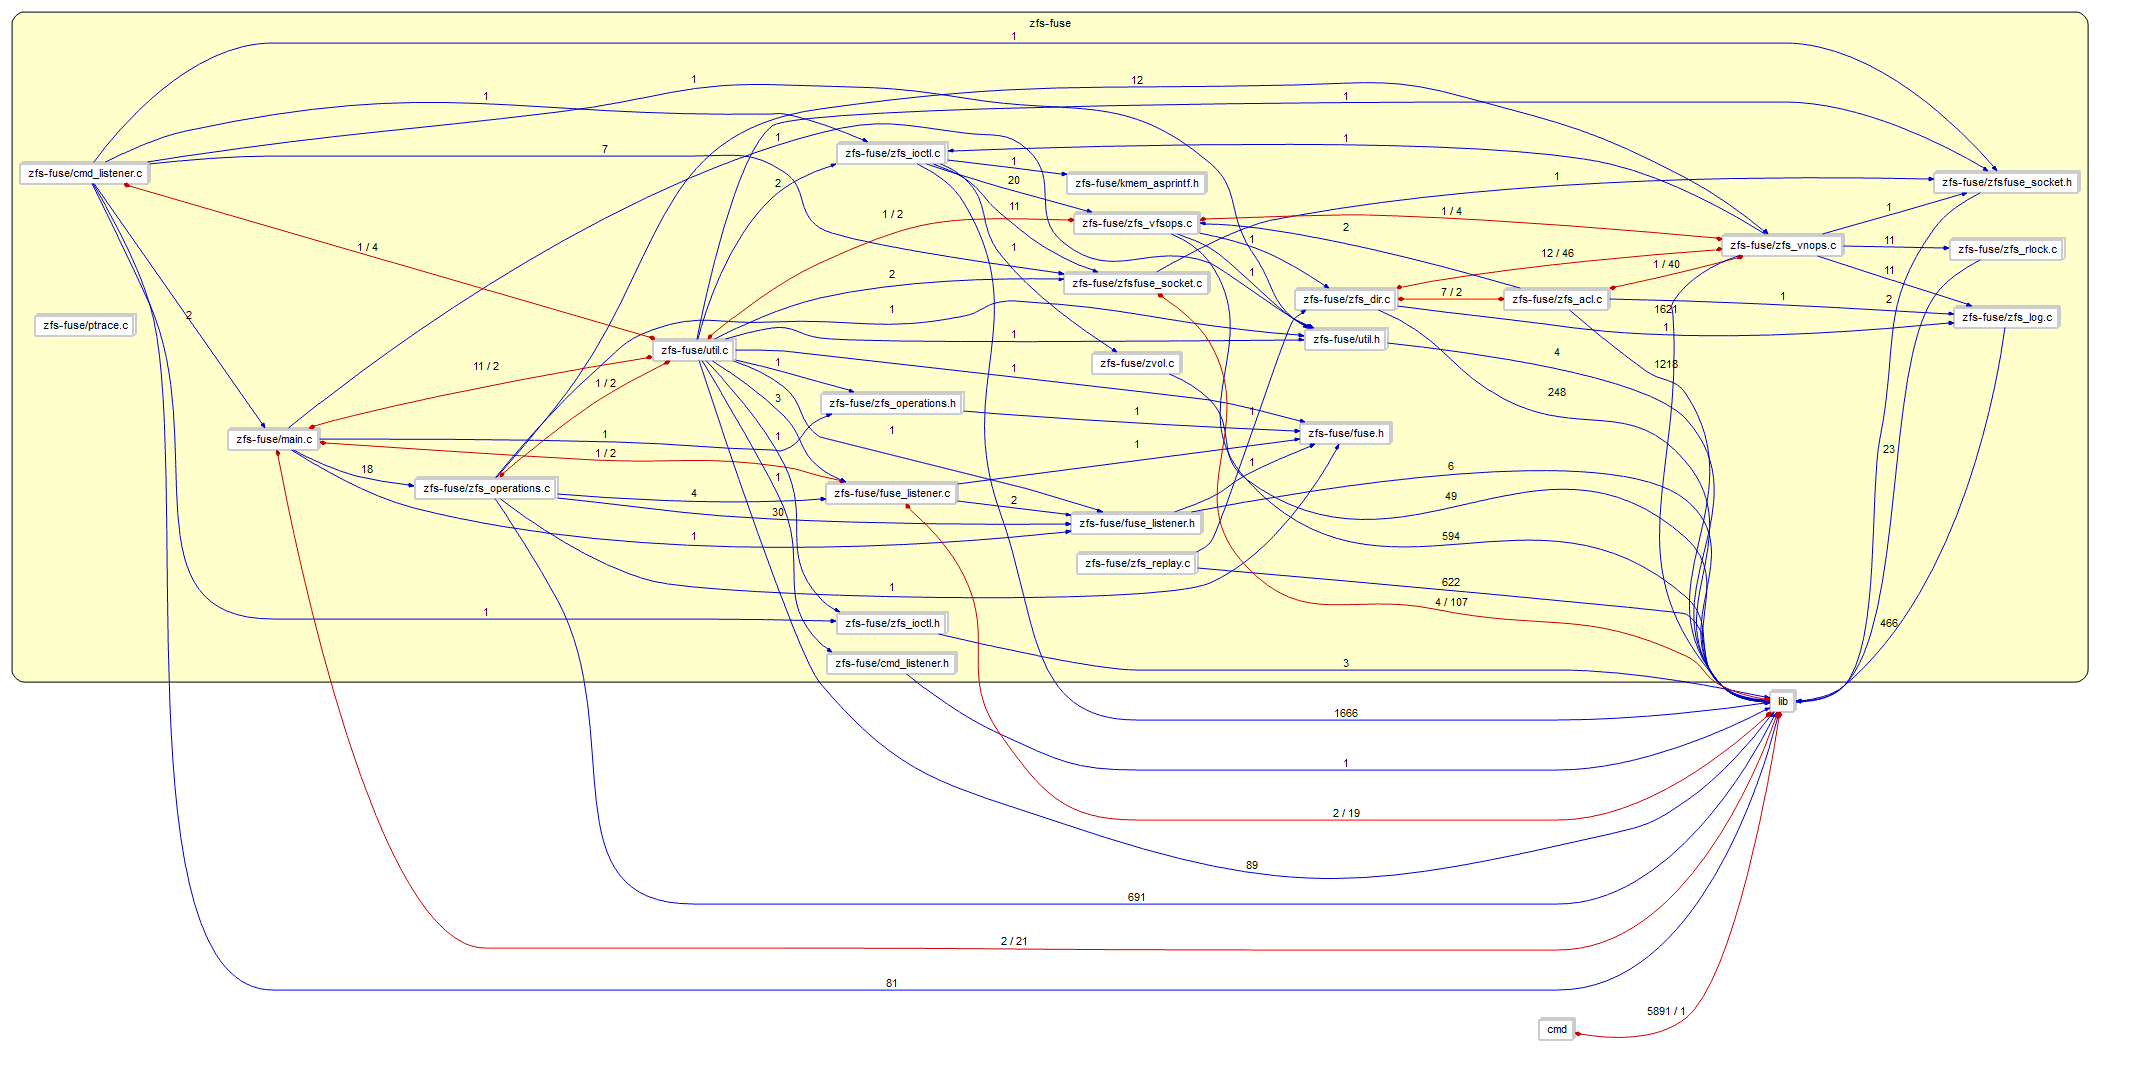 zfs-fuse
1
1
12
1
1
1
7
zfs-fuse/cmd_listener.c
zfs-fuse/zfs_ioctl.c
1
1
20
2
zfs-fuse/kmem_asprintf.h
1
zfs-fuse/zfsfuse_socket.h
11
1 / 2
1 / 4
1
zfs-fuse/zfs_vfsops.c
2
1
zfs-fuse/zfs_vnops.c
11
zfs-fuse/zfs_rlock.c
1 / 4
1
12 / 46
1 / 40
2
1
11
zfs-fuse/zfsfuse_socket.c
7 / 2
zfs-fuse/zfs_dir.c
zfs-fuse/zfs_acl.c
1
2
2
1
1621
zfs-fuse/zfs_log.c
zfs-fuse/ptrace.c
1
1
zfs-fuse/util.h
zfs-fuse/util.c
4
11 / 2
1
zfs-fuse/zvol.c
1
1218
1 / 2
248
3
zfs-fuse/zfs_operations.h
1
1
1
zfs-fuse/main.c
1
1
1
zfs-fuse/fuse.h
1
23
1 / 2
18
1
1
6
zfs-fuse/zfs_operations.c
4
zfs-fuse/fuse_listener.c
2
49
30
zfs-fuse/fuse_listener.h
1
594
zfs-fuse/zfs_replay.c
1
622
4 / 107
1
zfs-fuse/zfs_ioctl.h
466
zfs-fuse/cmd_listener.h
3
lib
1666
1
2 / 19
89
691
2 / 21
81
5891 / 1
cmd